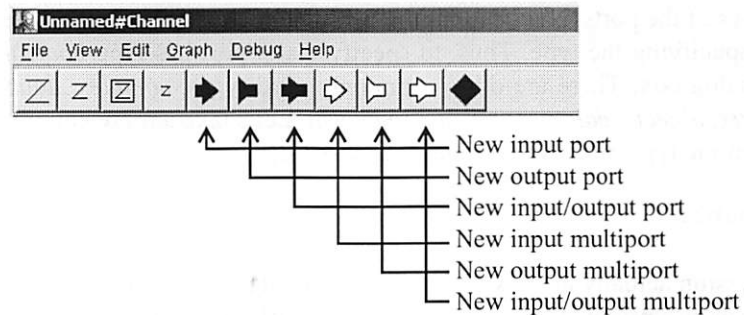 Unnamed#Channel
File View Edit Graph Debug Help
Z Z Z Z
New input port
New output port
New input/output port
New input multiport
New output multiport
New input/output multiport